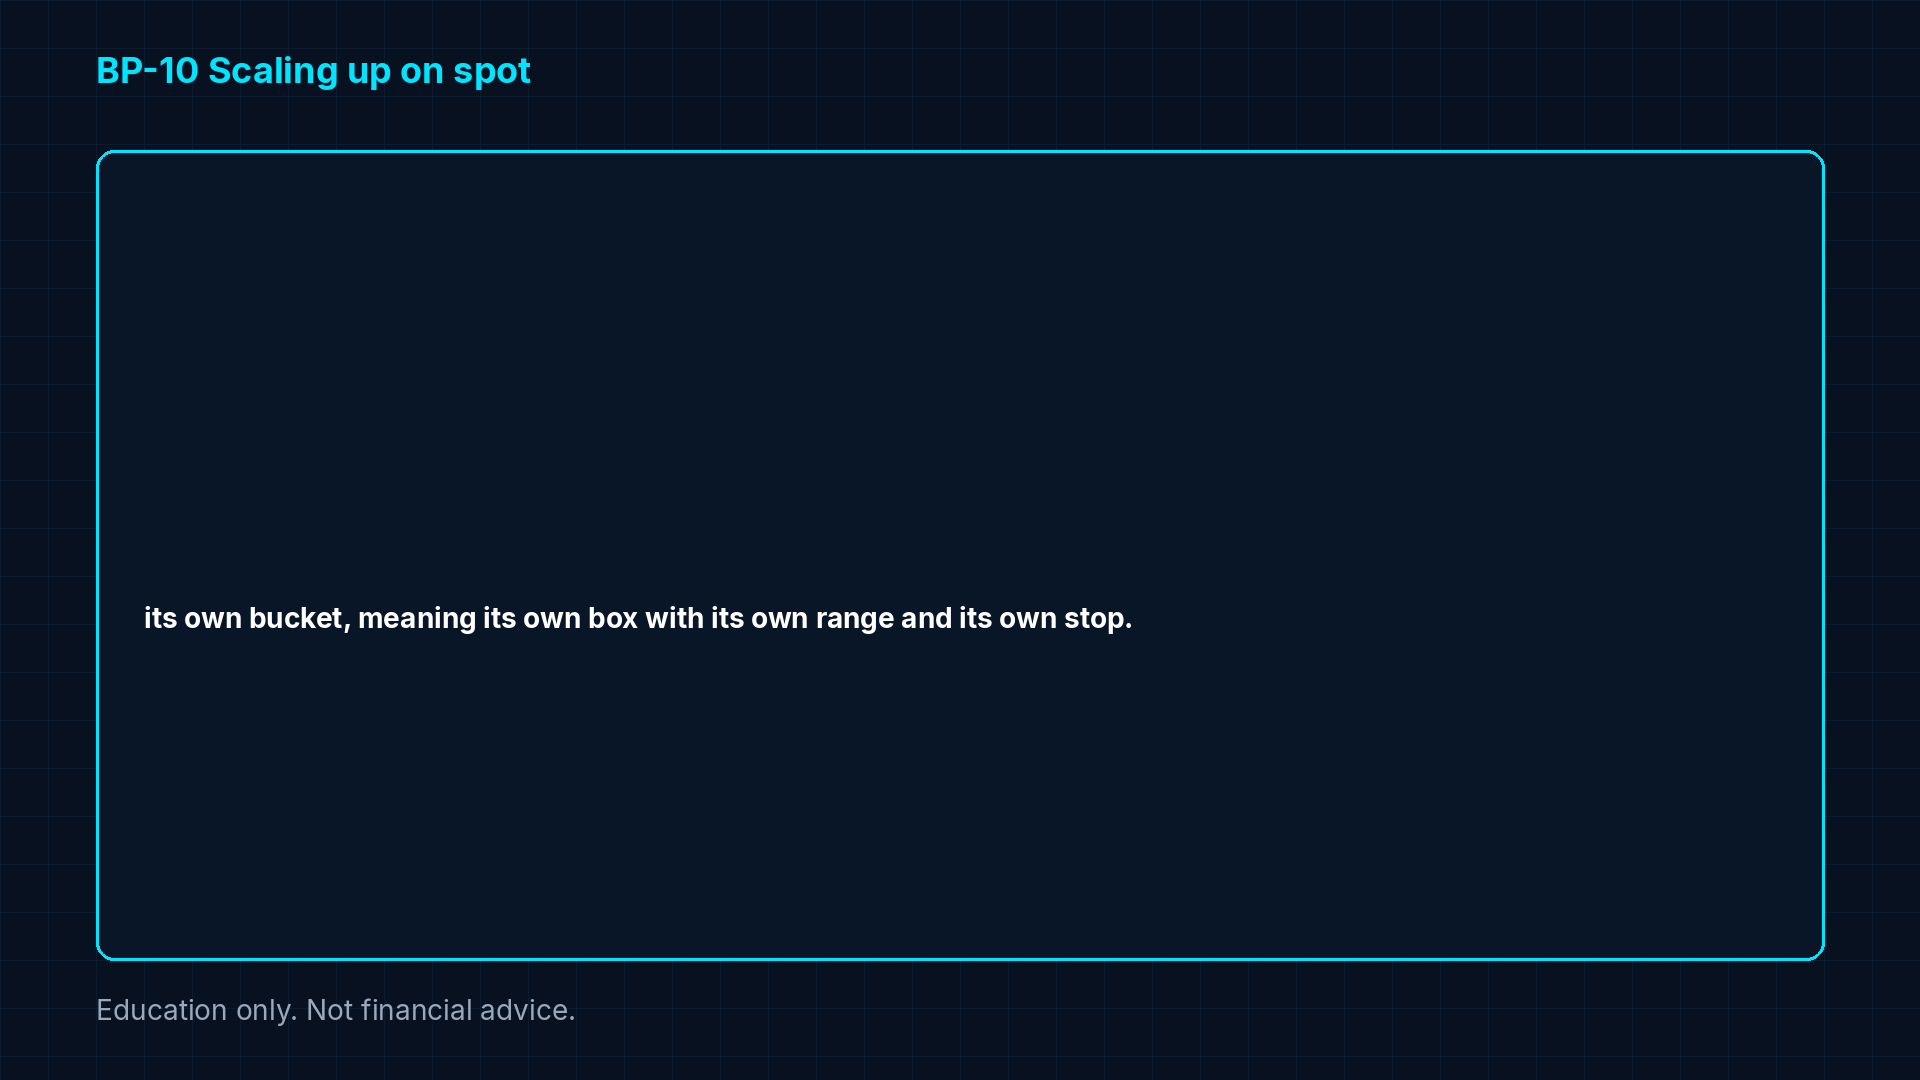 BP-10 Scaling up on spot
its own bucket, meaning its own box with its own range and its own stop.
Education only. Not financial advice.